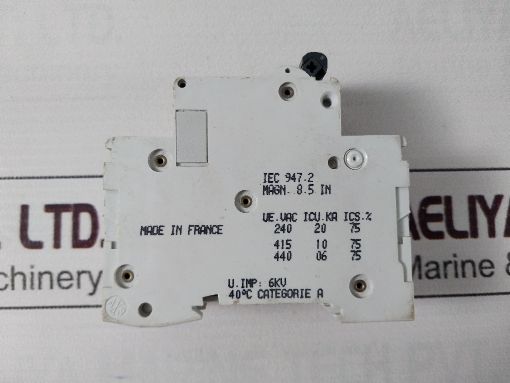 IEC 947.2
MAGN. 8.5 IN
UE.VAC ICU.KA ICS.%
240 20 75
415 10 75
440 06 75
MADE IN FRANCE
U.IMP: 6KV
40°C CATEGORIE A
LTD.
chinery
AELIYA
Marine &